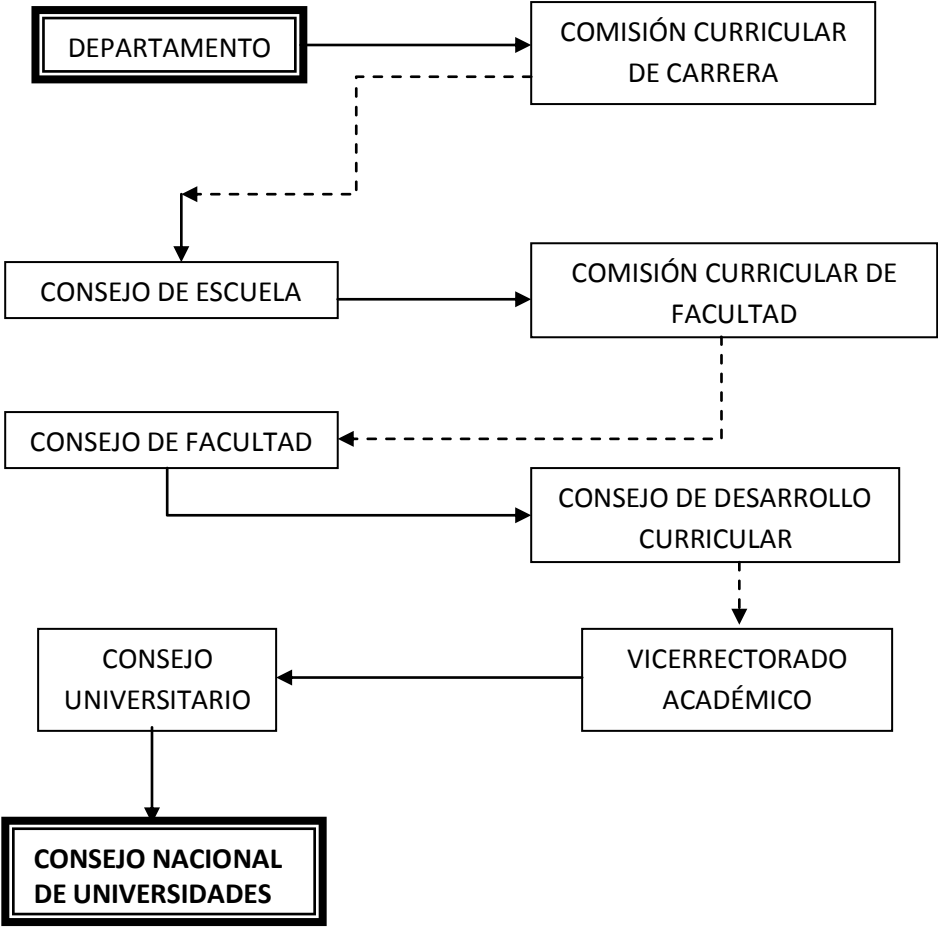 DEPARTAMENTO
COMISIÓN CURRICULAR
DE CARRERA
CONSEJO DE ESCUELA
COMISIÓN CURRICULAR DE
FACULTAD
CONSEJO DE FACULTAD
CONSEJO DE DESARROLLO
CURRICULAR
CONSEJO
UNIVERSITARIO
VICERRECTORADO
ACADÉMICO
CONSEJO NACIONAL
DE UNIVERSIDADES